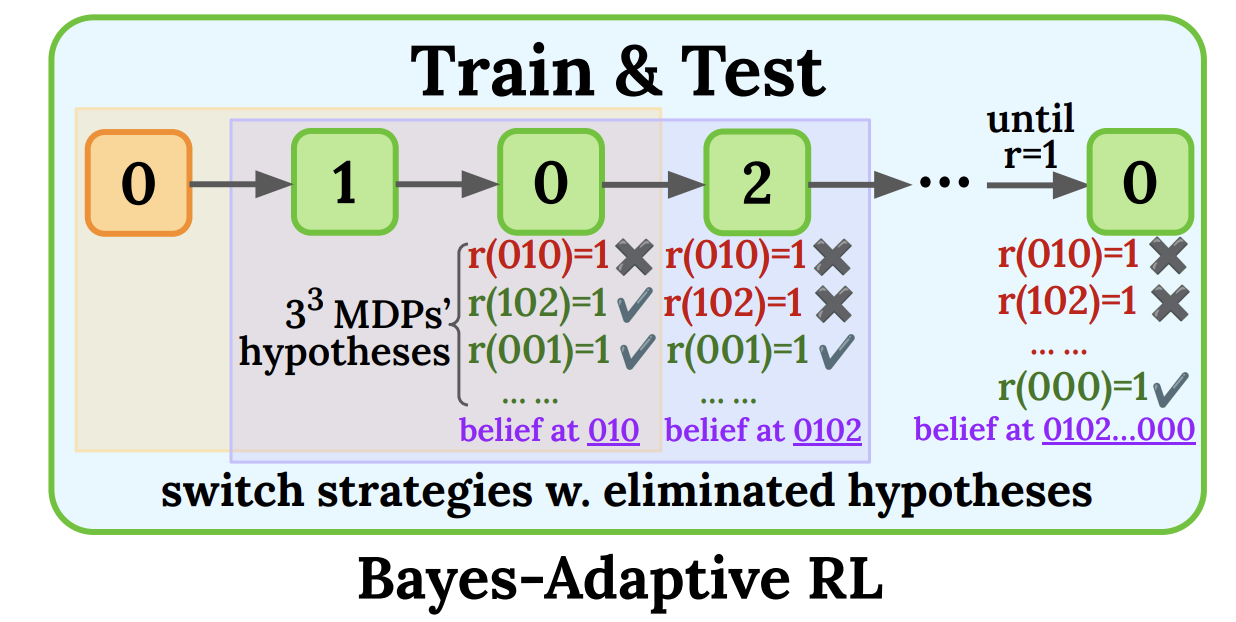 Train & Test
0 1 0 2 ... until r=1 0
3³ MDPs' hypotheses
r(010)=1 ✖ r(010)=1 ✖ r(010)=1 ✖
r(102)=1 ✔ r(102)=1 ✖ r(102)=1 ✖
r(001)=1 ✔ r(001)=1 ✔ ... ...
... ... ... ... r(000)=1 ✔
belief at 010 belief at 0102 belief at 0102...000
switch strategies w. eliminated hypotheses
Bayes-Adaptive RL